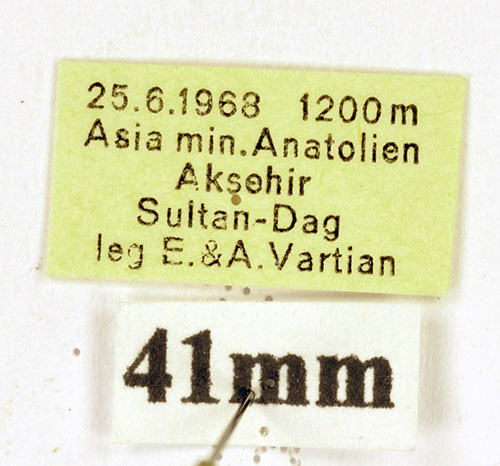 25.6.1968 1200m
Asia min. Anatolien
Aksehir
Sultan-Dag
leg E.&A. Vartian
41mm